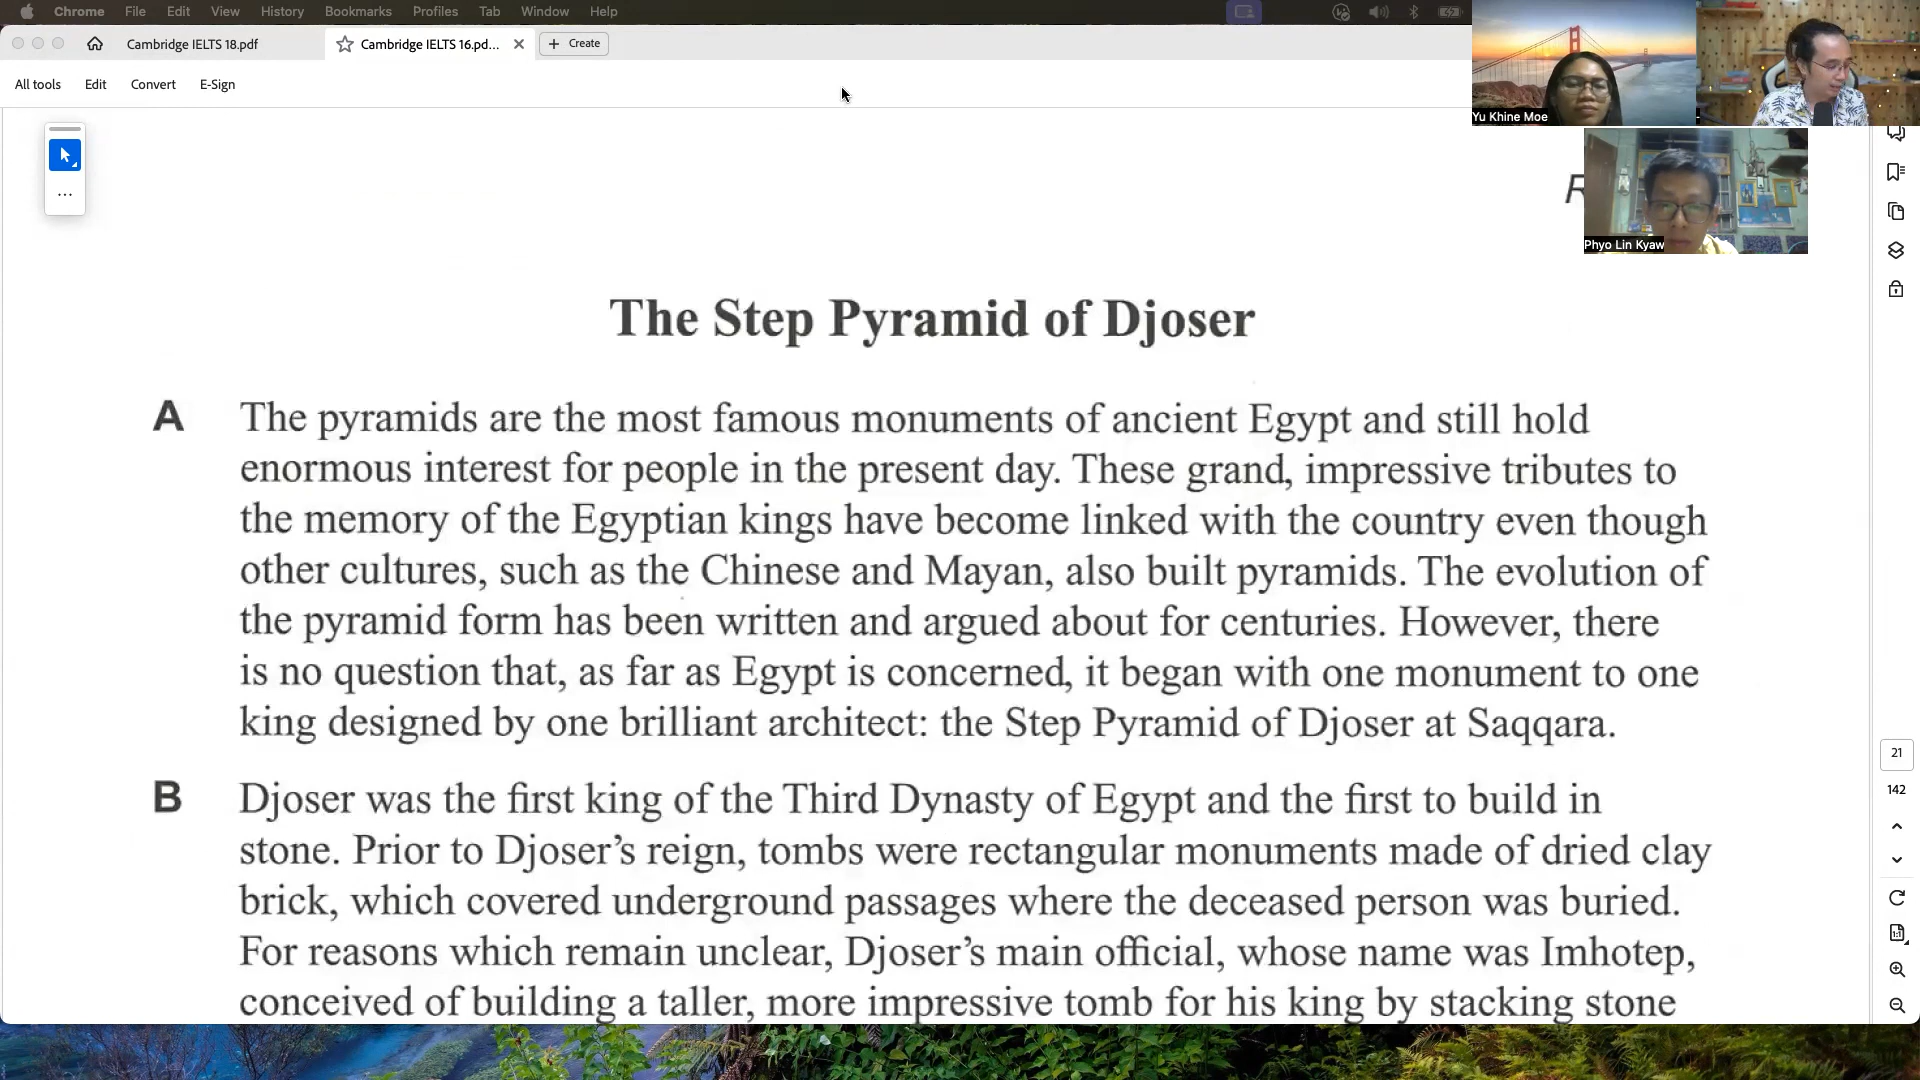 Chrome File Edit View History Bookmarks Profiles Tab Window Help
Cambridge IELTS 18.pdf
Cambridge IELTS 16.pd...
Create
All tools Edit Convert E-Sign
Yu Khine Moe
Phyo Lin Kyaw
R
The Step Pyramid of Djoser
A The pyramids are the most famous monuments of ancient Egypt and still hold
enormous interest for people in the present day. These grand, impressive tributes to
the memory of the Egyptian kings have become linked with the country even though
other cultures, such as the Chinese and Mayan, also built pyramids. The evolution of
the pyramid form has been written and argued about for centuries. However, there
is no question that, as far as Egypt is concerned, it began with one monument to one
king designed by one brilliant architect: the Step Pyramid of Djoser at Saqqara.
B Djoser was the first king of the Third Dynasty of Egypt and the first to build in
stone. Prior to Djoser’s reign, tombs were rectangular monuments made of dried clay
brick, which covered underground passages where the deceased person was buried.
For reasons which remain unclear, Djoser’s main official, whose name was Imhotep,
conceived of building a taller, more impressive tomb for his king by stacking stone
21
142